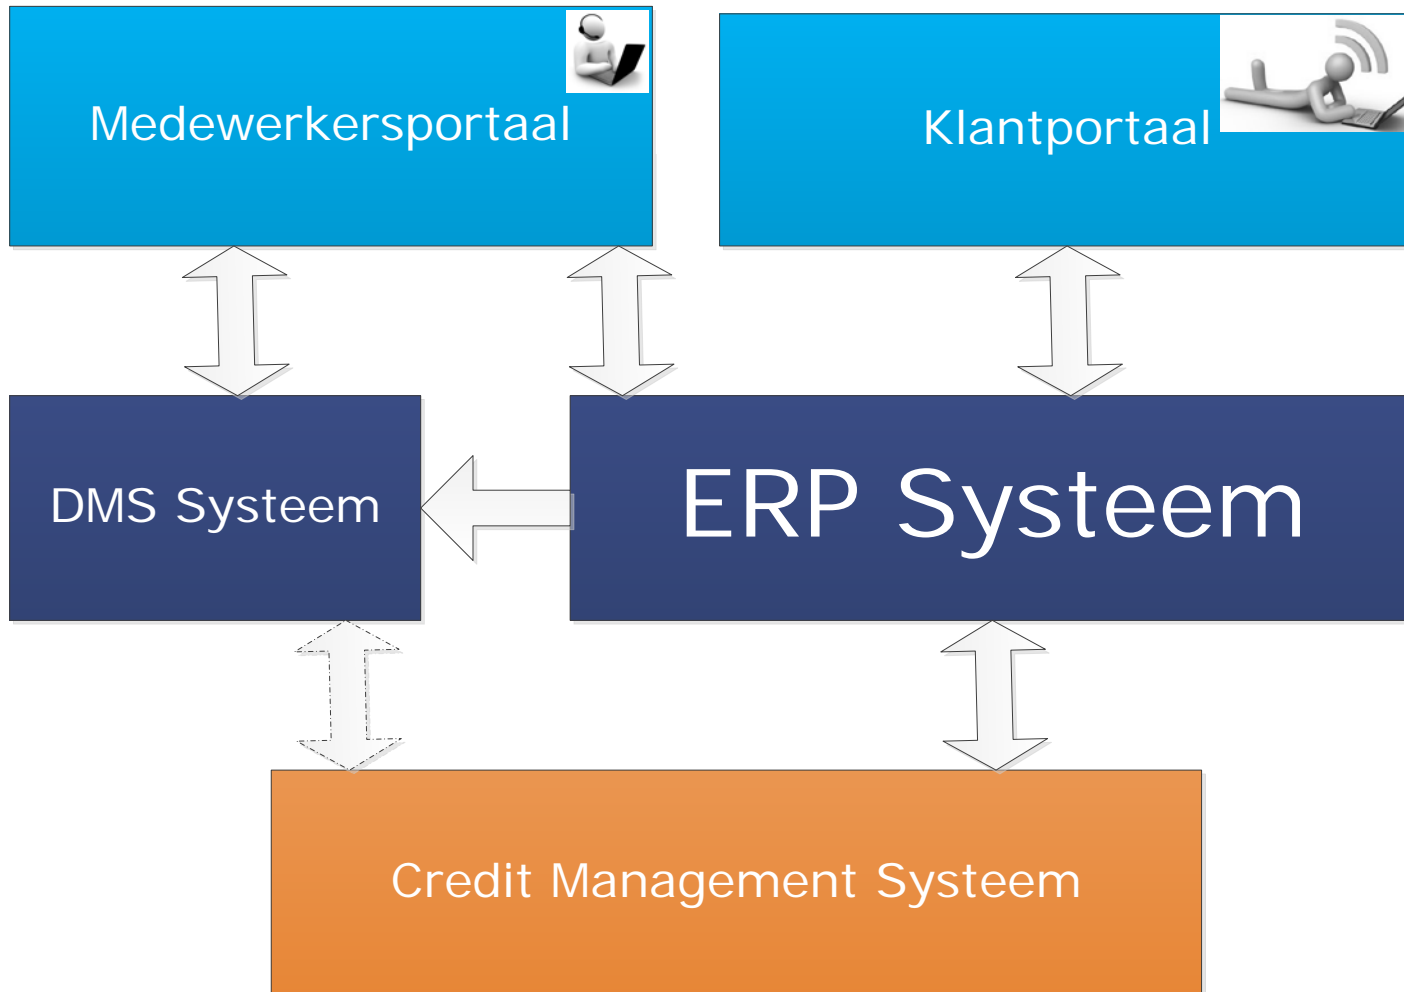 Medewerkersportaal
Klantportaal
DMS Systeem
ERP Systeem
Credit Management Systeem